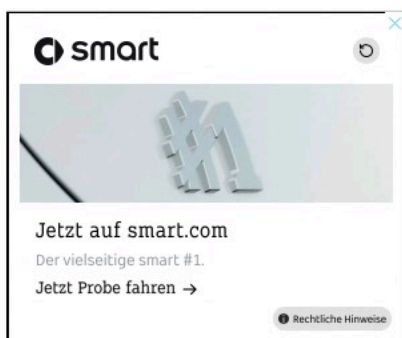 smart
#1
Jetzt auf smart.com
Der vielseitige smart #1.
Jetzt Probe fahren →
Rechtliche Hinweise